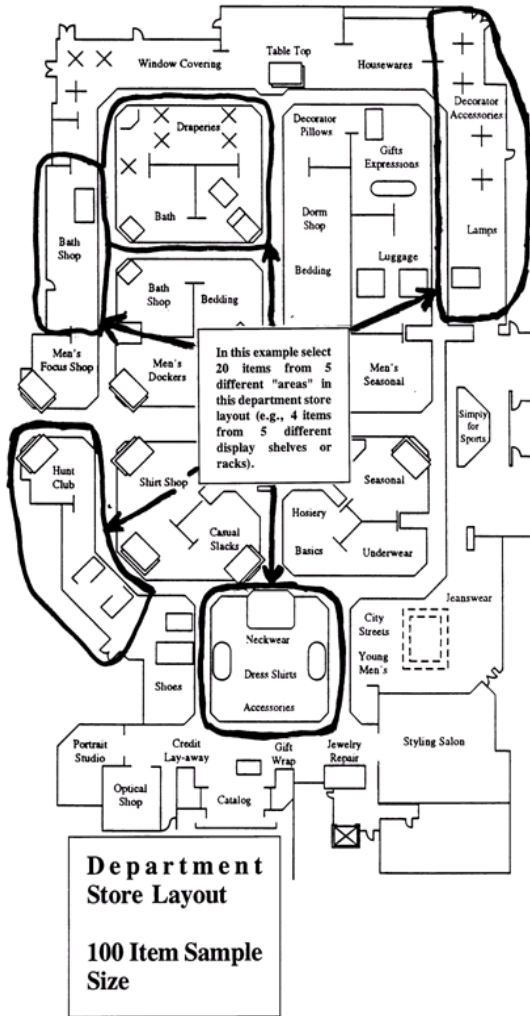 Table Top
Window Covering
Housewares
Draperies
Decorator
Pillows
Decorator
Accessories
Gifts
Expressions
Bath
Dorm
Shop
Lamps
Bath
Shop
Luggage
Bath
Shop
Bedding
Bedding
Men's
Focus Shop
Men's
Dockers
In this example select
20 items from 5
different "areas" in
this department store
layout (e.g., 4 items
from 5 different
display shelves or
racks).
Men's
Seasonal
Simply
for
Sports
Hunt
Club
Shirt Shop
Seasonal
Casual
Slacks
Hosiery
Basics
Underwear
Jeanswear
City
Streets
Young
Men's
Neckwear
Dress Shirts
Accessories
Shoes
Portrait
Studio
Credit
Lay-away
Gift
Wrap
Jewelry
Repair
Styling Salon
Optical
Shop
Catalog
Department
Store Layout
100 Item Sample
Size